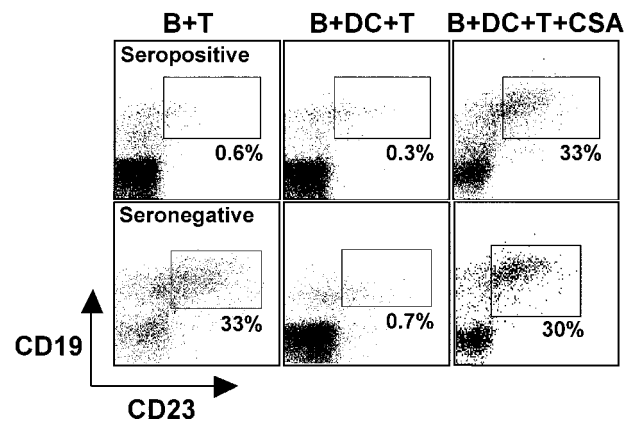 B+T B+DC+T B+DC+T+CSA
Seropositive
0.6% 0.3% 33%
Seronegative
33% 0.7% 30%
CD19
CD23